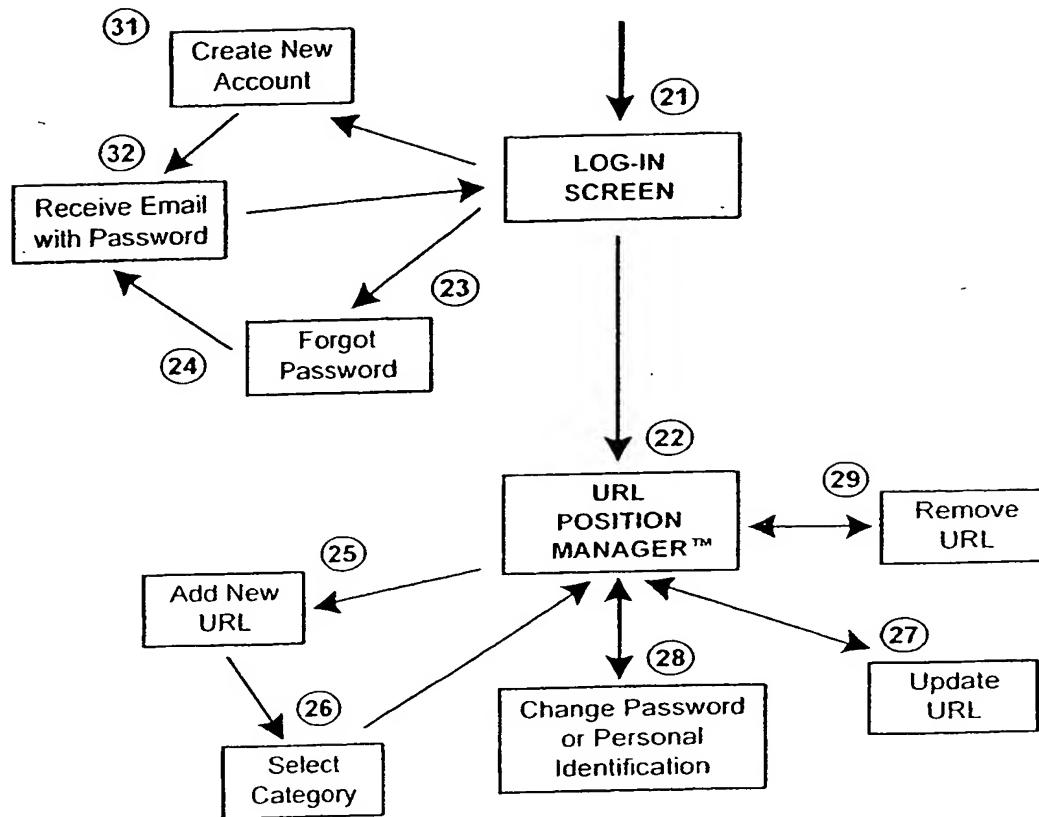 31
Create New
Account
21
LOG-IN
SCREEN
32
Receive Email
with Password
23
Forgot
Password
24
22
URL
POSITION
MANAGER™
29
Remove
URL
25
Add New
URL
27
Update
URL
28
Change Password
or Personal
Identification
26
Select
Category